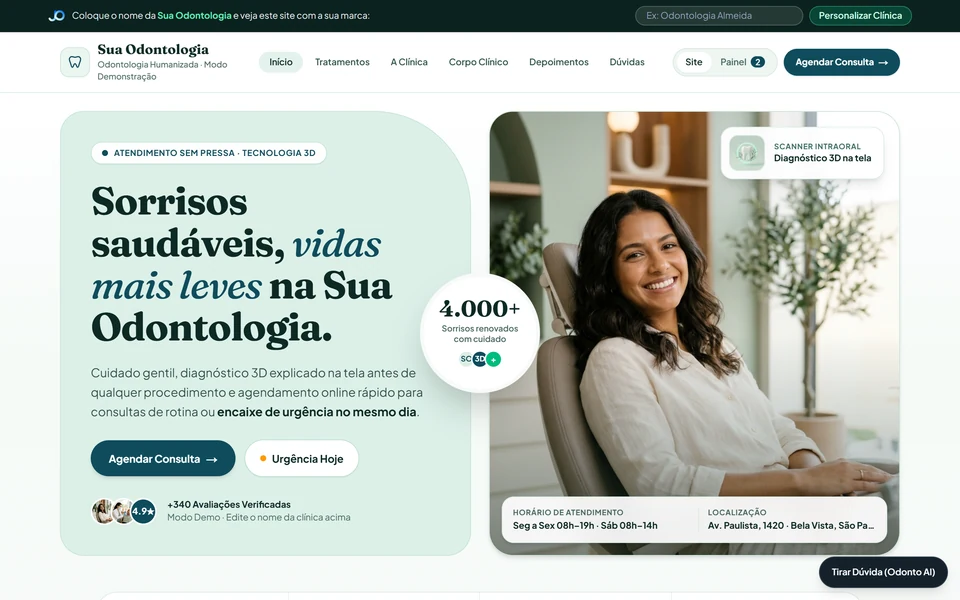 Coloque o nome da Sua Odontologia e veja este site com a sua marca:
Ex: Odontologia Almeida
Personalizar Clínica
Sua Odontologia
Odontologia Humanizada · Modo
Demonstração
Início
Tratamentos
A Clínica
Corpo Clínico
Depoimentos
Dúvidas
Site
Painel 2
Agendar Consulta →
ATENDIMENTO SEM PRESSA · TECNOLOGIA 3D
Sorrisos
saudáveis, vidas
mais leves na Sua
Odontologia.
Cuidado gentil, diagnóstico 3D explicado na tela antes de
qualquer procedimento e agendamento online rápido para
consultas de rotina ou encaixe de urgência no mesmo dia.
Agendar Consulta →
Urgência Hoje
4.9★
+340 Avaliações Verificadas
Modo Demo · Edite o nome da clínica acima
4.000+
Sorrisos renovados
com cuidado
SC 3D +
SCANNER INTRAORAL
Diagnóstico 3D na tela
HORÁRIO DE ATENDIMENTO
Seg a Sex 08h–19h · Sáb 08h–14h
LOCALIZAÇÃO
Av. Paulista, 1420 · Bela Vista, São Pa...
Tirar Dúvida (Odonto AI)